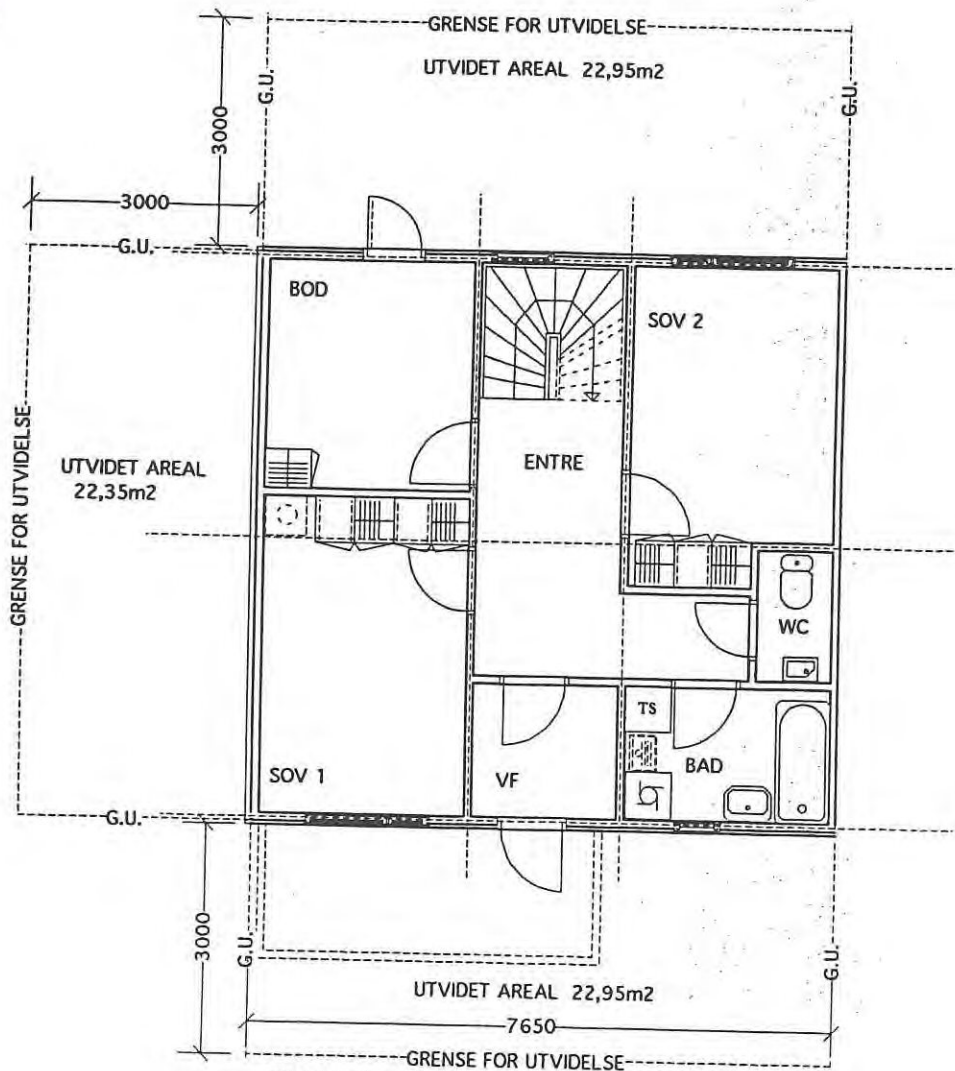 GRENSE FOR UTVIDELSE
UTVIDET AREAL 22,95m2
G.U.
G.U.
3000
3000
G.U.
BOD
SOV 2
GRENSE FOR UTVIDELSE
UTVIDET AREAL
22,35m2
ENTRE
WC
TS
SOV 1
VF
BAD
G.U.
3000
G.U.
G.U.
UTVIDET AREAL 22,95m2
7650
GRENSE FOR UTVIDELSE